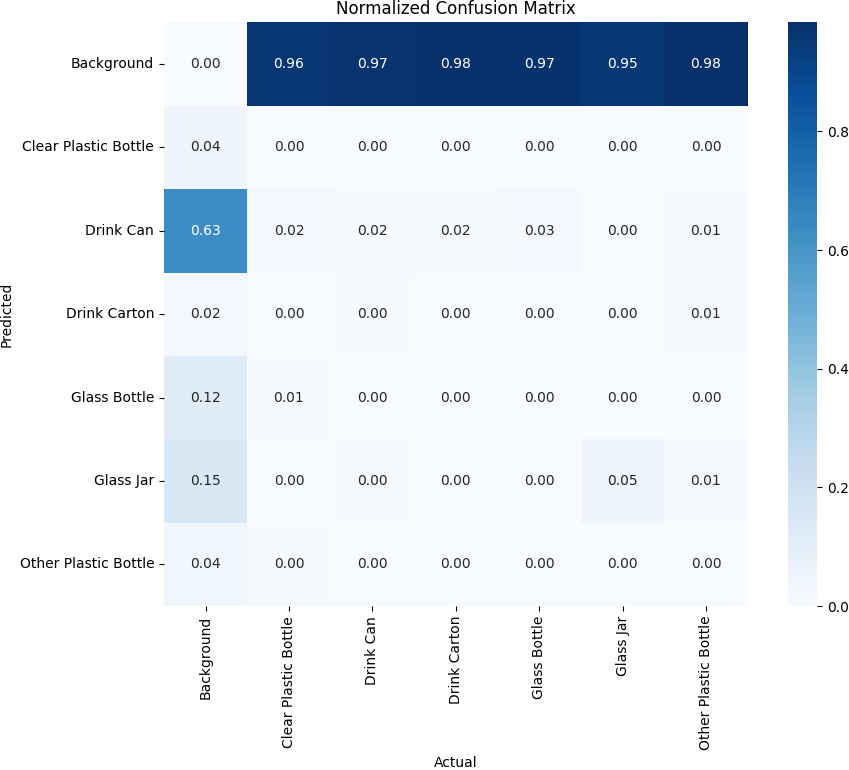 Normalized Confusion Matrix
Background 0.00 0.96 0.97 0.98 0.97 0.95 0.98
Clear Plastic Bottle 0.04 0.00 0.00 0.00 0.00 0.00 0.00
Drink Can 0.63 0.02 0.02 0.02 0.03 0.00 0.01
Drink Carton 0.02 0.00 0.00 0.00 0.00 0.00 0.01
Glass Bottle 0.12 0.01 0.00 0.00 0.00 0.00 0.00
Glass Jar 0.15 0.00 0.00 0.00 0.00 0.05 0.01
Other Plastic Bottle 0.04 0.00 0.00 0.00 0.00 0.00 0.00
Predicted
Background
Clear Plastic Bottle
Drink Can
Drink Carton
Glass Bottle
Glass Jar
Other Plastic Bottle
Actual
0.8
0.6
0.4
0.2
0.0